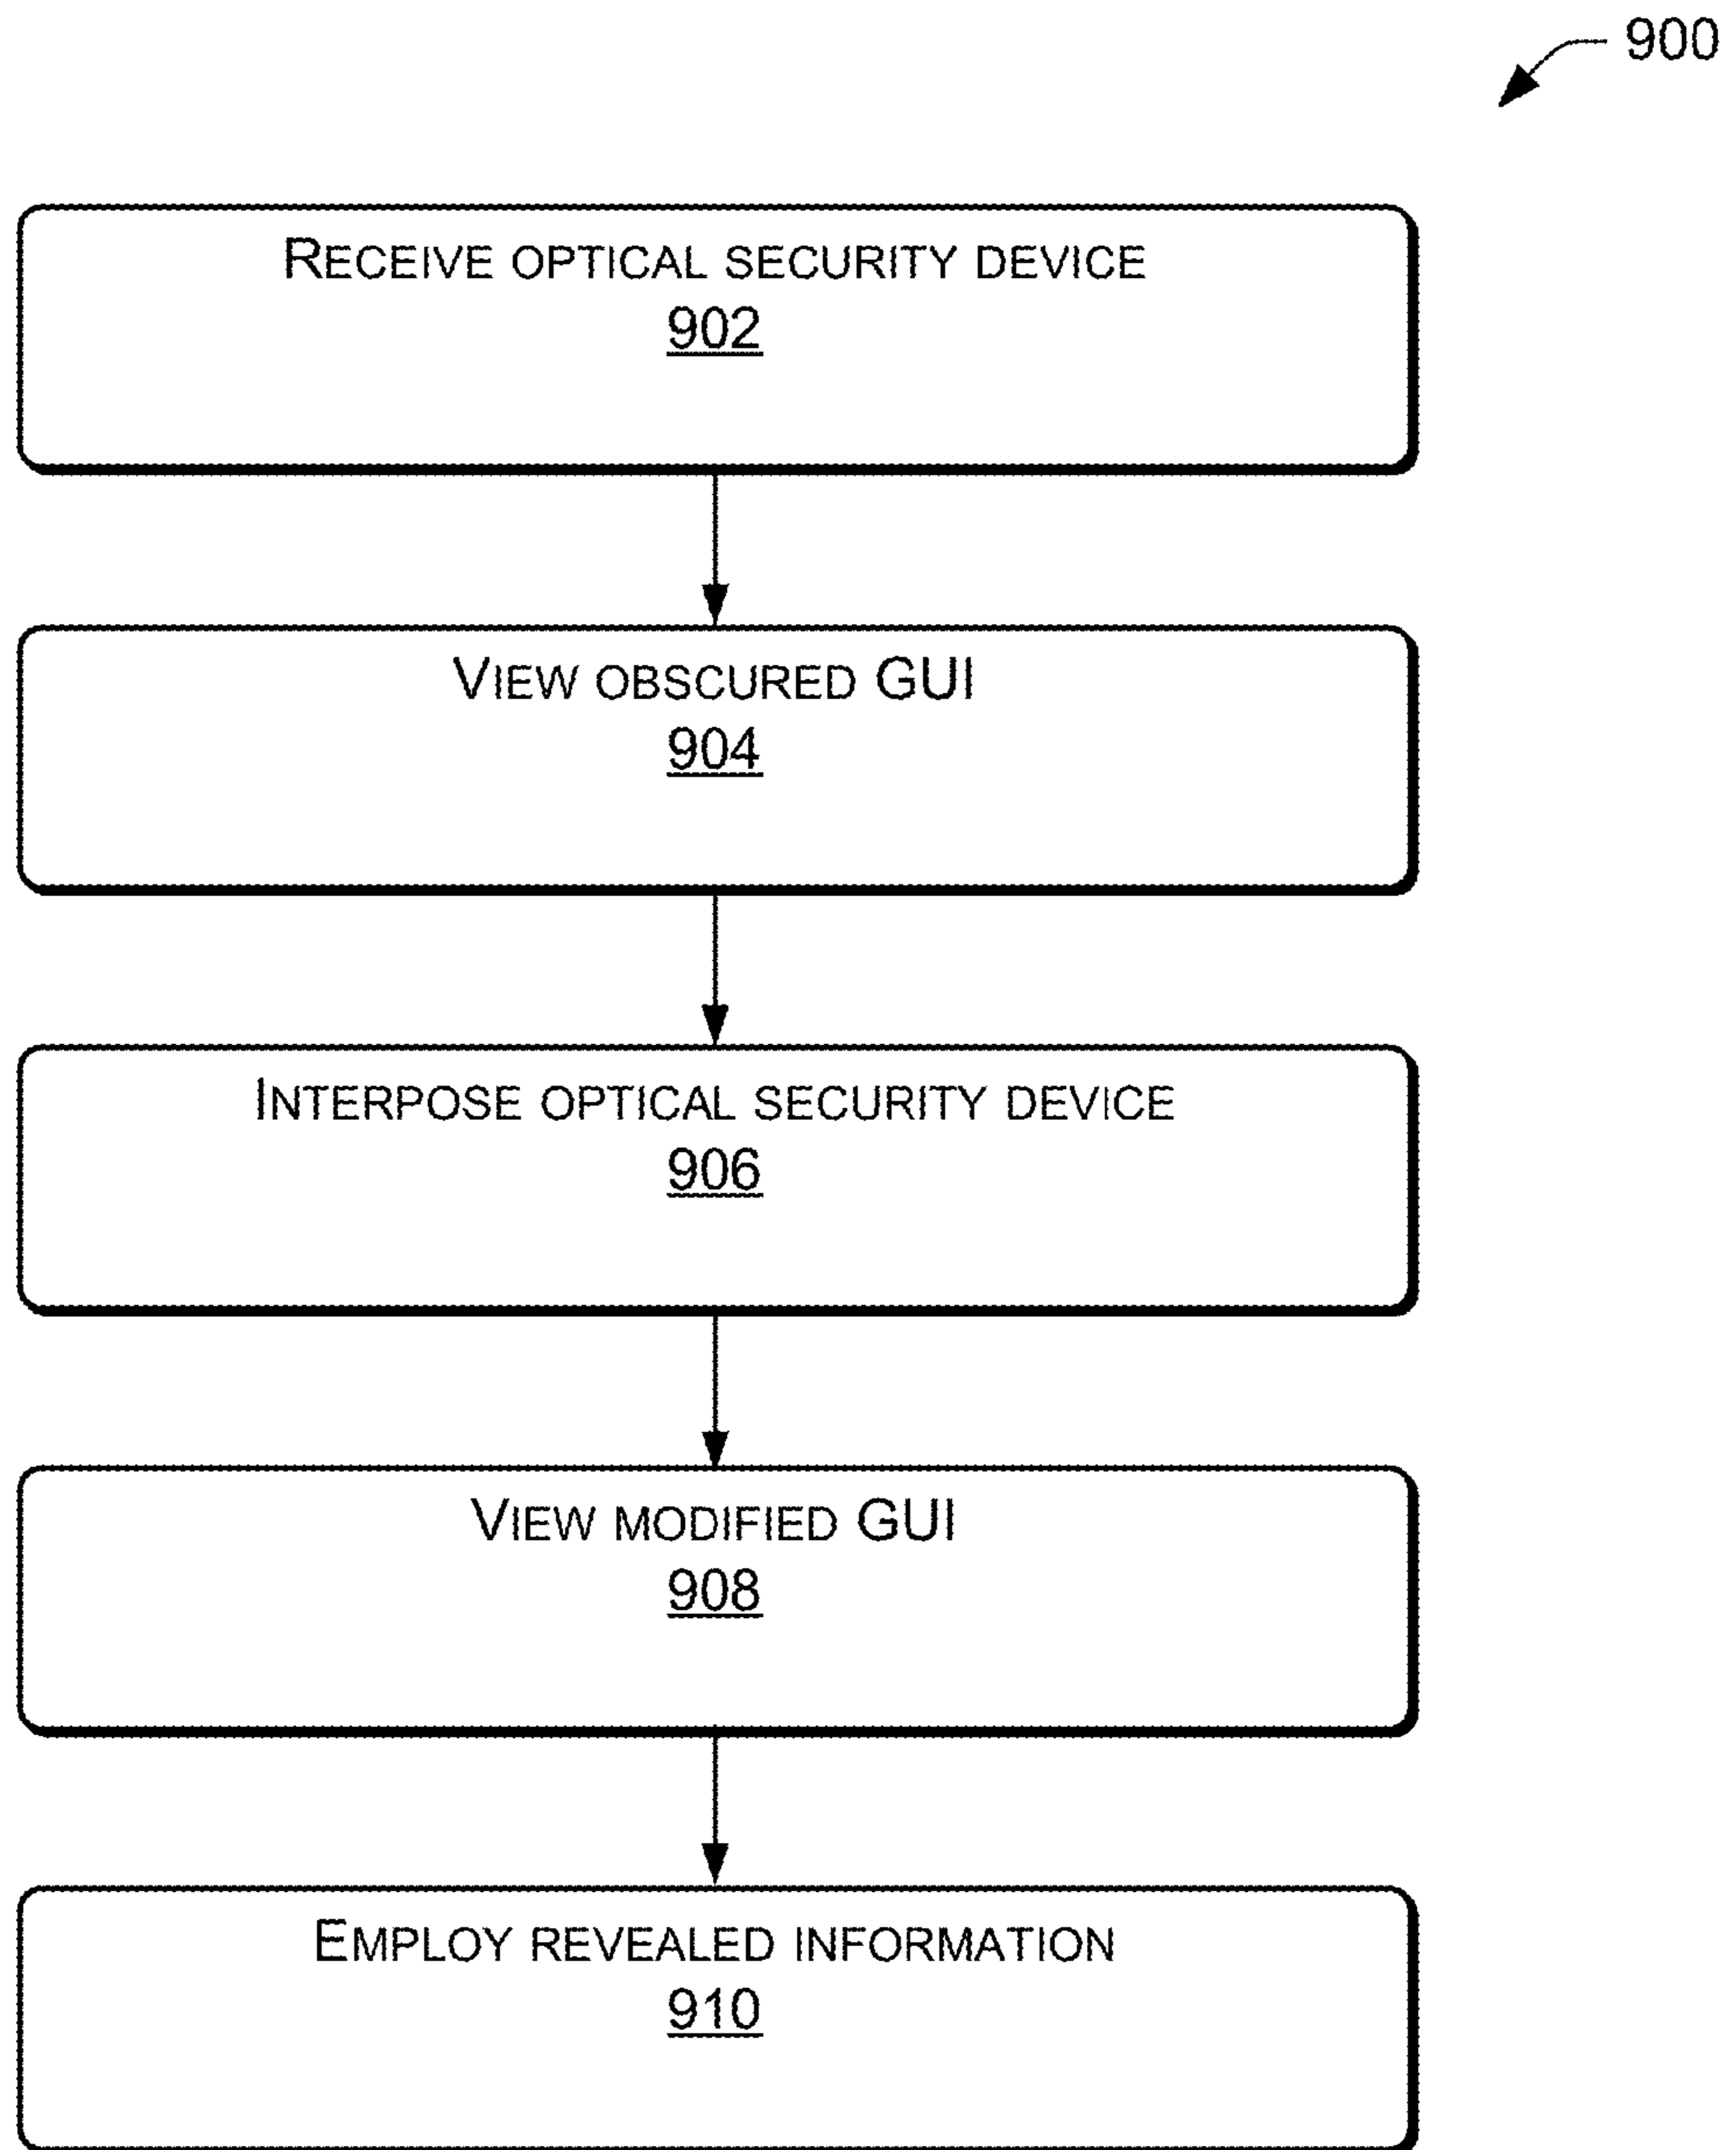 900
RECEIVE OPTICAL SECURITY DEVICE
902
VIEW OBSCURED GUI
904
INTERPOSE OPTICAL SECURITY DEVICE
906
VIEW MODIFIED GUI
908
EMPLOY REVEALED INFORMATION
910